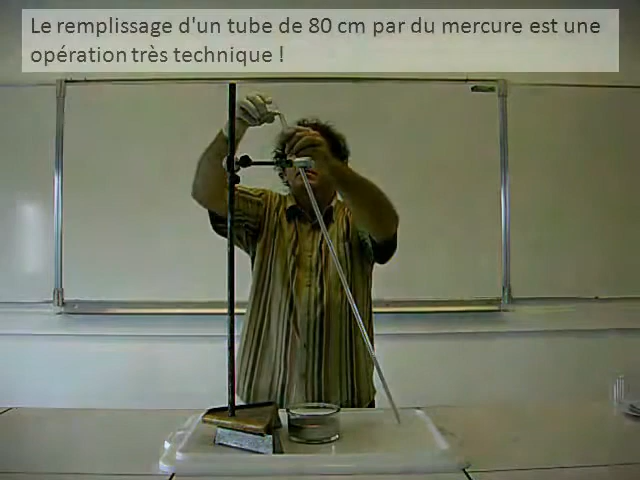 Le remplissage d'un tube de 80 cm par du mercure est une
opération très technique !